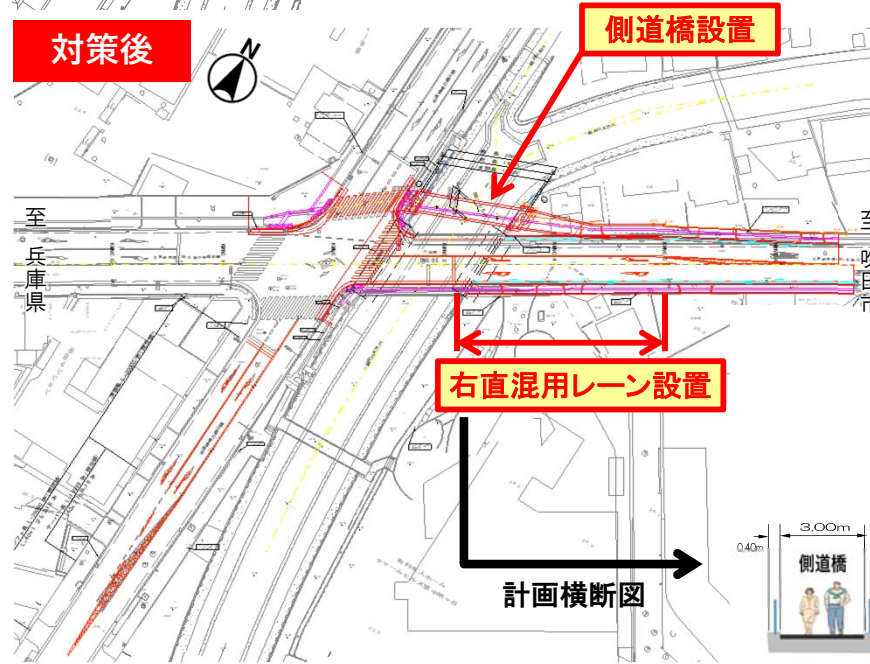 対策後
N
側道橋設置
至 兵庫県
至 吹田市
右直混用レーン設置
計画横断図
3.00m
0.40m
側道橋